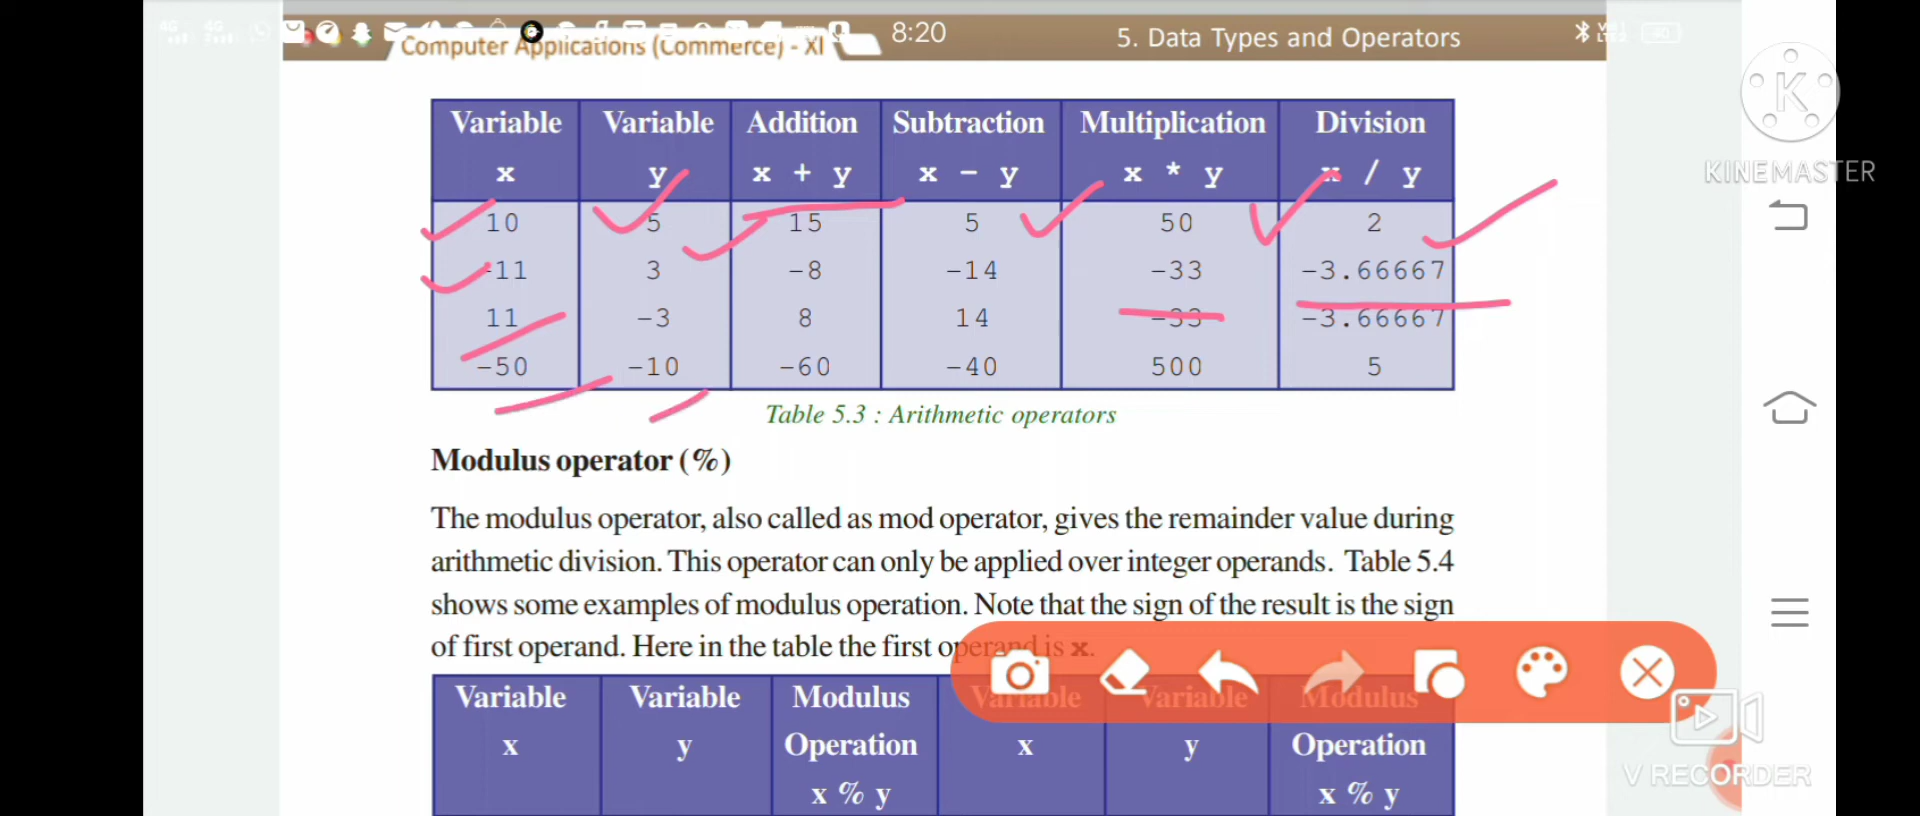 4G 4G 8:20
Computer Applications (Commerce) - XI
5. Data Types and Operators
KINEMASTER
Variable Variable Addition Subtraction Multiplication Division
x y x + y x - y x * y x / y
10 5 15 5 50 2
-11 3 -8 -14 -33 -3.66667
11 -3 8 14 -33 -3.66667
-50 -10 -60 -40 500 5
Table 5.3 : Arithmetic operators
Modulus operator (%)
The modulus operator, also called as mod operator, gives the remainder value during
arithmetic division. This operator can only be applied over integer operands. Table 5.4
shows some examples of modulus operation. Note that the sign of the result is the sign
of first operand. Here in the table the first operand is x.
Variable Variable Modulus Variable Variable Modulus
x y Operation x y Operation
x % y x % y
V RECORDER